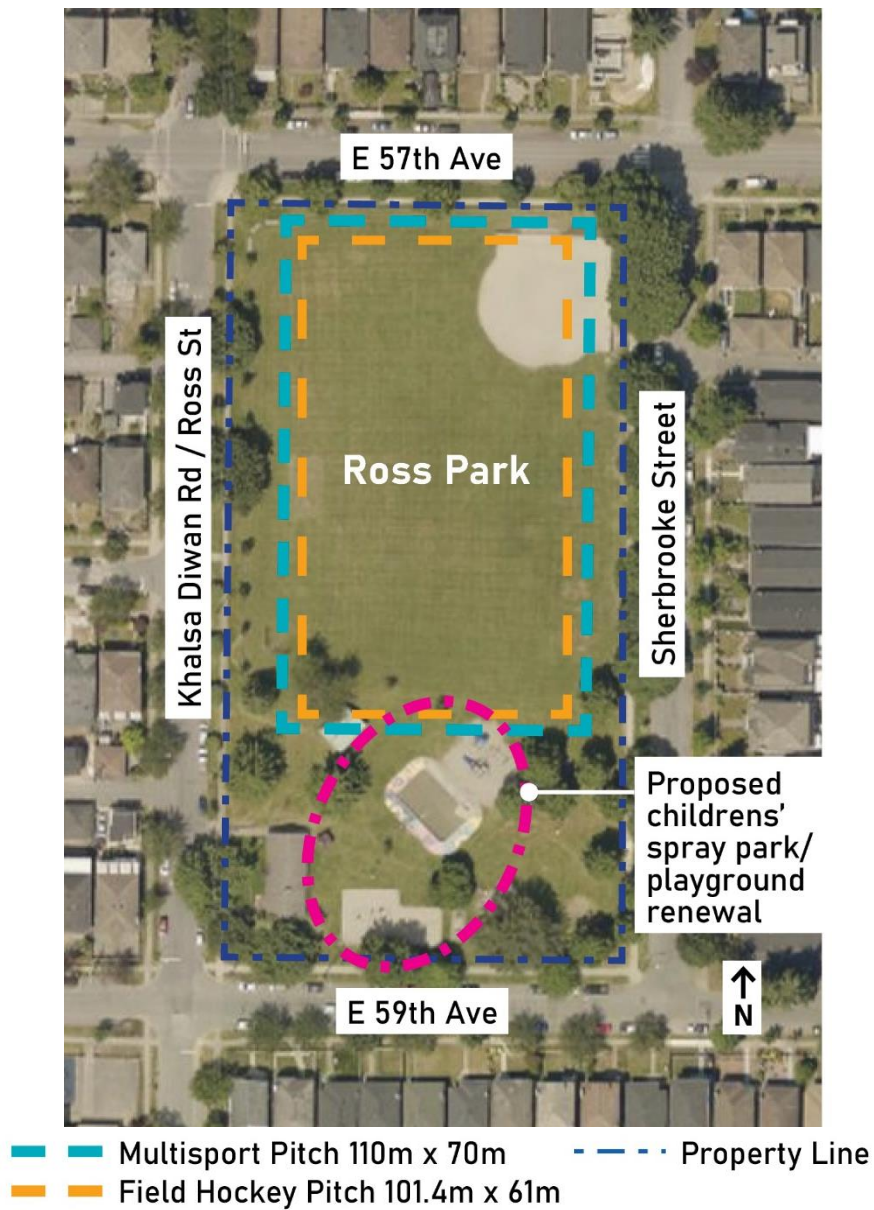 E 57th Ave
Khalsa Diwan Rd / Ross St
Ross Park
Sherbrooke Street
Proposed
childrens'
spray park/
playground
renewal
N
E 59th Ave
Multisport Pitch 110m x 70m
Property Line
Field Hockey Pitch 101.4m x 61m